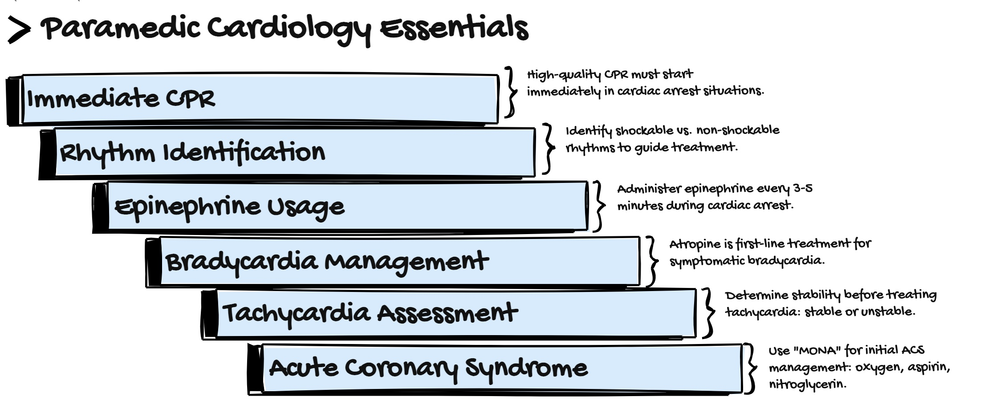 > Paramedic Cardiology Essentials
Immediate CPR
High-quality CPR must start
immediately in cardiac arrest situations.
Rhythm Identification
Identify shockable vs. non-shockable
rhythms to guide treatment.
Epinephrine Usage
Administer epinephrine every 3-5
minutes during cardiac arrest.
Bradycardia Management
Atropine is first-line treatment for
symptomatic bradycardia.
Tachycardia Assessment
Determine stability before treating
tachycardia: stable or unstable.
Acute Coronary Syndrome
Use "MONA" for initial ACS
management: oxygen, aspirin,
nitroglycerin.